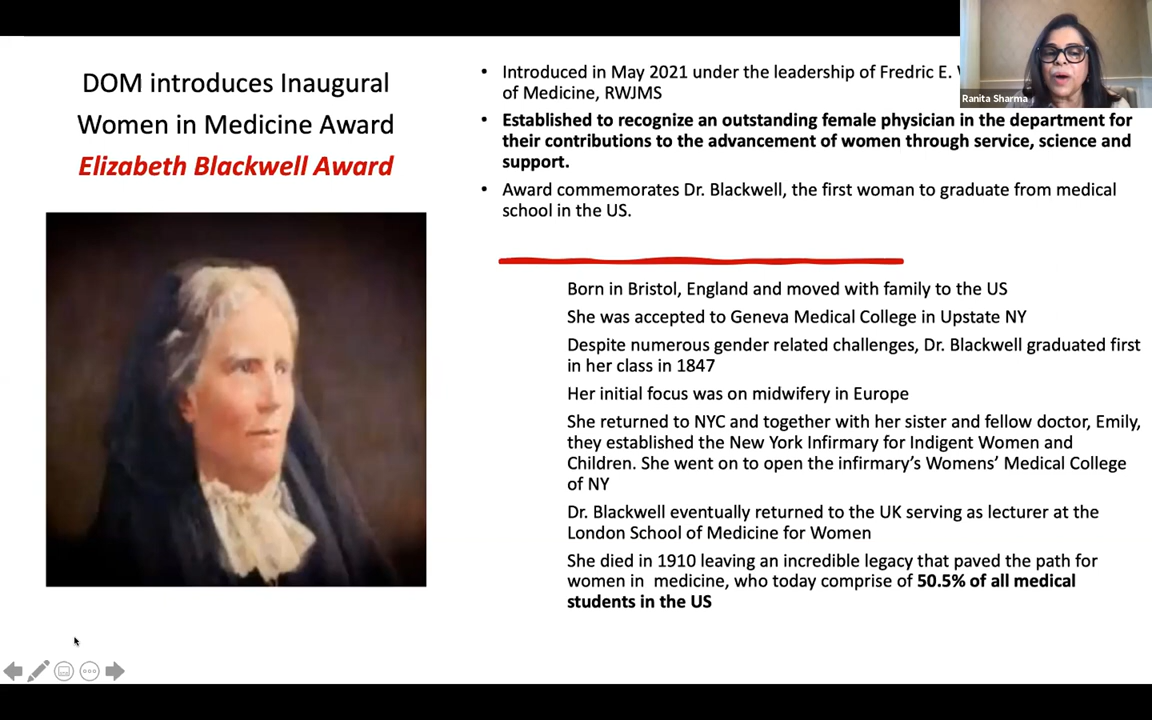 DOM introduces Inaugural
Women in Medicine Award
Elizabeth Blackwell Award
• Introduced in May 2021 under the leadership of Fredric E.
of Medicine, RWJMS
• Established to recognize an outstanding female physician in the department for
their contributions to the advancement of women through service, science and
support.
• Award commemorates Dr. Blackwell, the first woman to graduate from medical
school in the US.
Born in Bristol, England and moved with family to the US
She was accepted to Geneva Medical College in Upstate NY
Despite numerous gender related challenges, Dr. Blackwell graduated first
in her class in 1847
Her initial focus was on midwifery in Europe
She returned to NYC and together with her sister and fellow doctor, Emily,
they established the New York Infirmary for Indigent Women and
Children. She went on to open the infirmary’s Womens’ Medical College
of NY
Dr. Blackwell eventually returned to the UK serving as lecturer at the
London School of Medicine for Women
She died in 1910 leaving an incredible legacy that paved the path for
women in  medicine, who today comprise of 50.5% of all medical
students in the US
Ranita Sharma